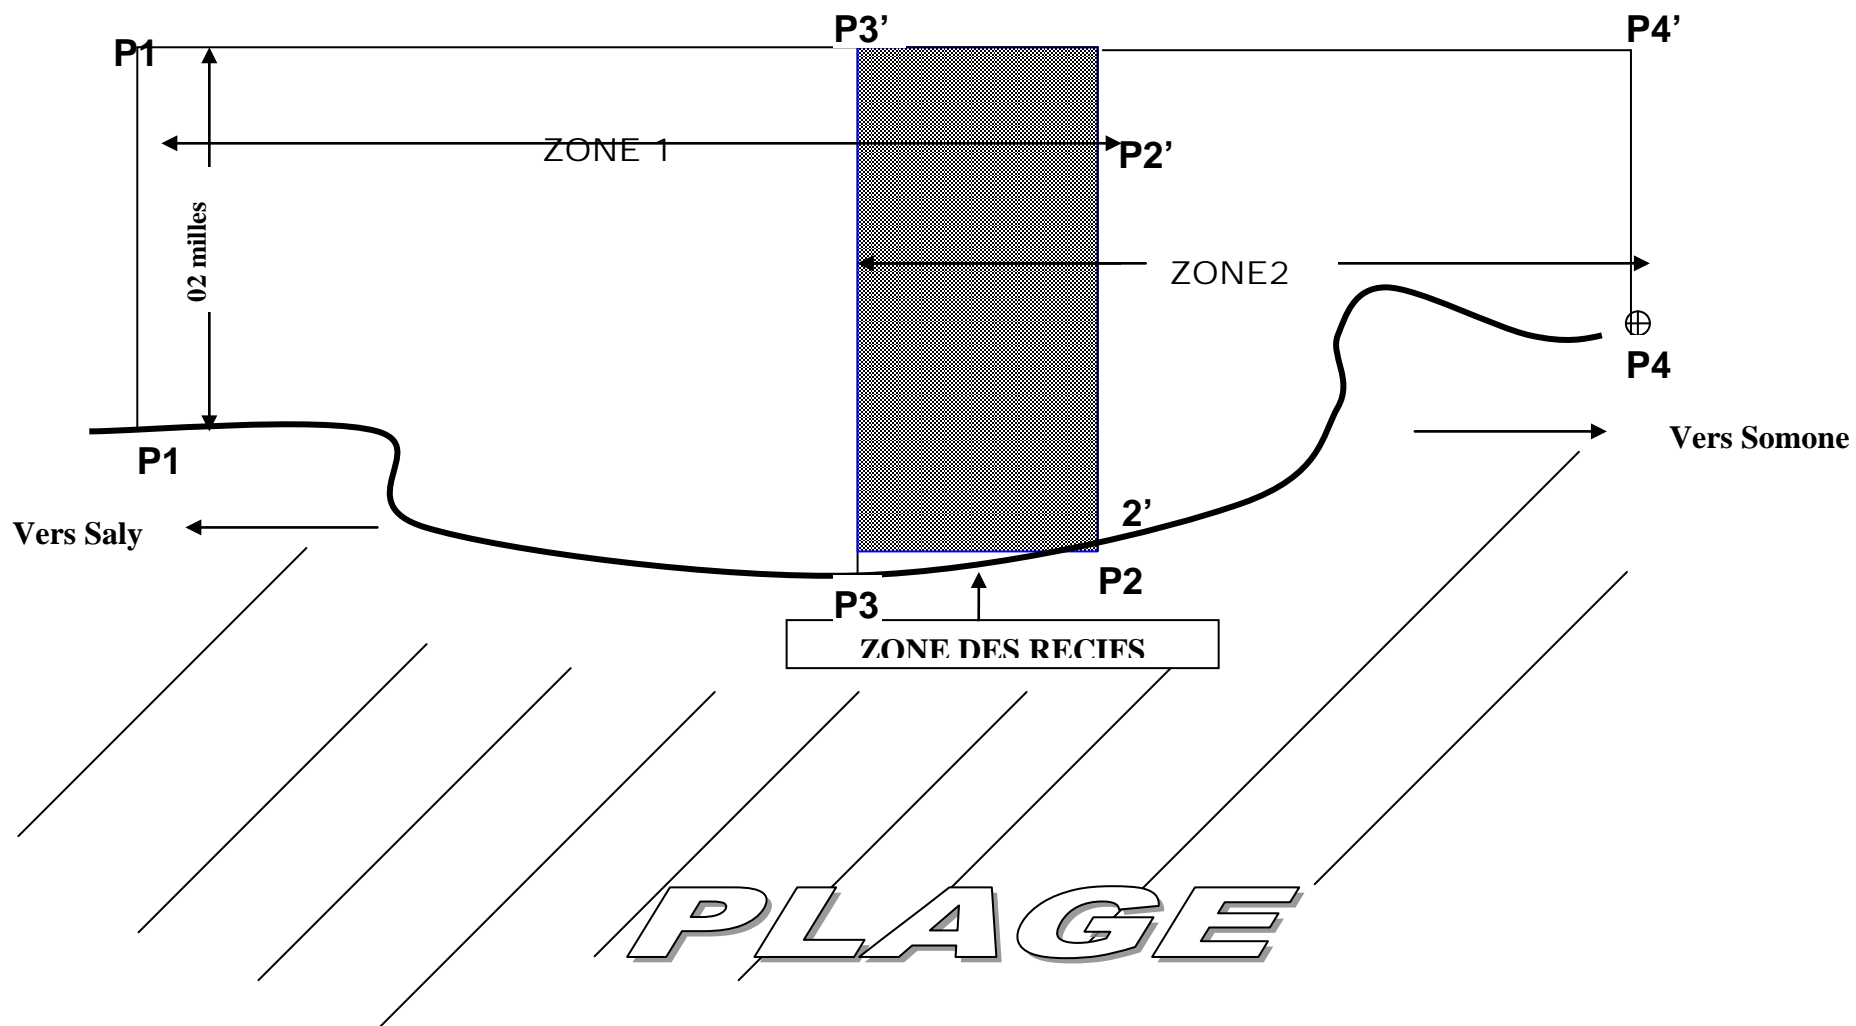 P3’
P4’
P1
ZONE 1
P2’
02 milles
ZONE2
P4
Vers Somone
P1
2’
Vers Saly
P2
P3
ZONE DES RECIFS
PLAGE